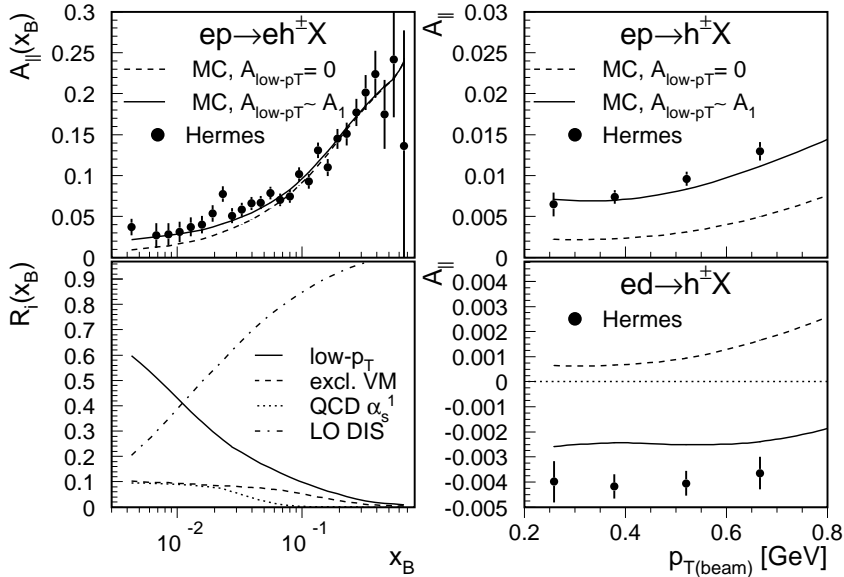 A||(xB)
0.3
0.25
0.2
0.15
0.1
0.05
0
ep→eh±X
MC, Alow-pT= 0
MC, Alow-pT~ A1
Hermes
A||
0.03
0.025
0.02
0.015
0.01
0.005
0
ep→h±X
MC, Alow-pT= 0
MC, Alow-pT~ A1
Hermes
Ri(xB)
0.9
0.8
0.7
0.6
0.5
0.4
0.3
0.2
0.1
0
low-pT
excl. VM
QCD αs1
LO DIS
10-2
10-1
xB
A||
0.004
0.003
0.002
0.001
0
-0.001
-0.002
-0.003
-0.004
-0.005
ed→h±X
Hermes
0.2
0.4
0.6
0.8
pT(beam) [GeV]